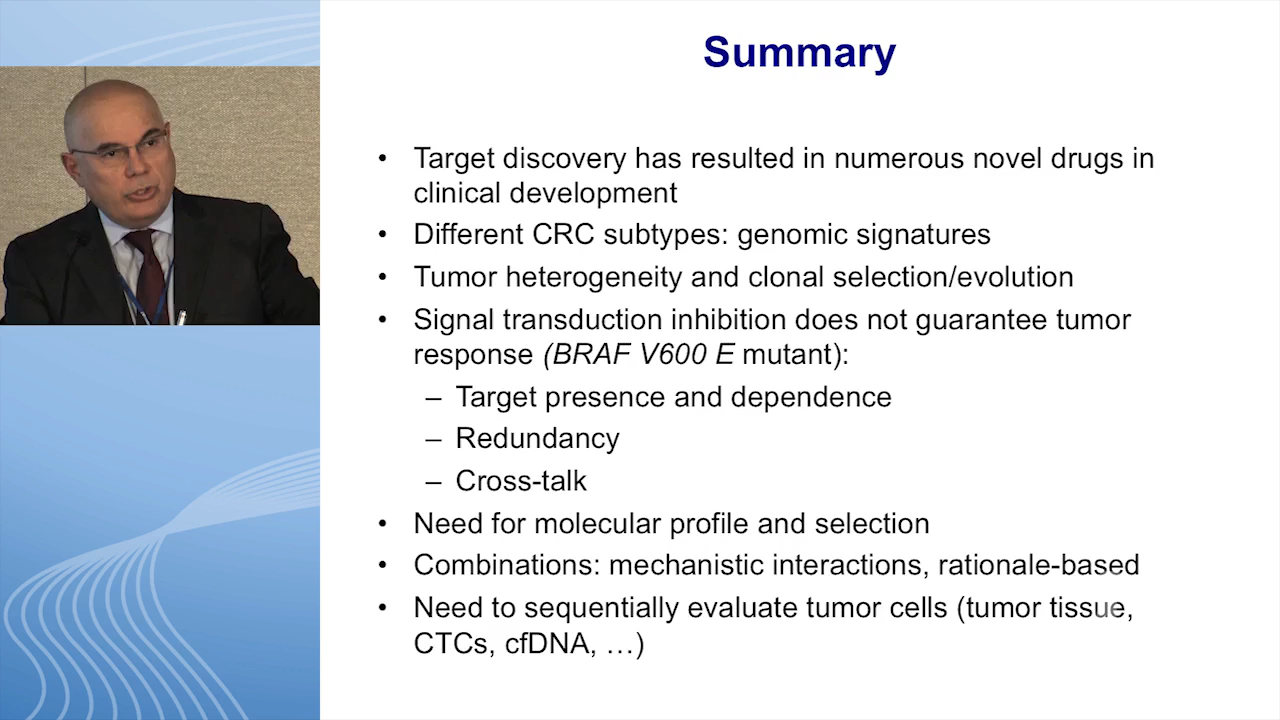 Summary
• Target discovery has resulted in numerous novel drugs in
clinical development
• Different CRC subtypes: genomic signatures
• Tumor heterogeneity and clonal selection/evolution
• Signal transduction inhibition does not guarantee tumor
response (BRAF V600 E mutant):
– Target presence and dependence
– Redundancy
– Cross-talk
• Need for molecular profile and selection
• Combinations: mechanistic interactions, rationale-based
• Need to sequentially evaluate tumor cells (tumor tissue,
CTCs, cfDNA, …)